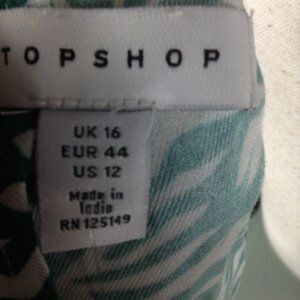 TOPSHOP
UK 16
EUR 44
US 12
Made in
India
RN 125149